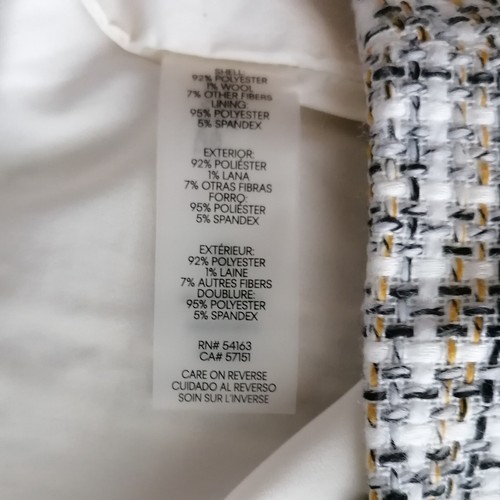 SHELL:
92% POLYESTER
1% WOOL
7% OTHER FIBERS
LINING:
95% POLYESTER
5% SPANDEX
EXTERIOR:
92% POLIÉSTER
1% LANA
7% OTRAS FIBRAS
FORRO:
95% POLIÉSTER
5% SPANDEX
EXTÉRIEUR:
92% POLYESTER
1% LAINE
7% AUTRES FIBERS
DOUBLURE:
95% POLYESTER
5% SPANDEX
RN# 54163
CA# 57151
CARE ON REVERSE
CUIDADO AL REVERSO
SOIN SUR L'INVERSE